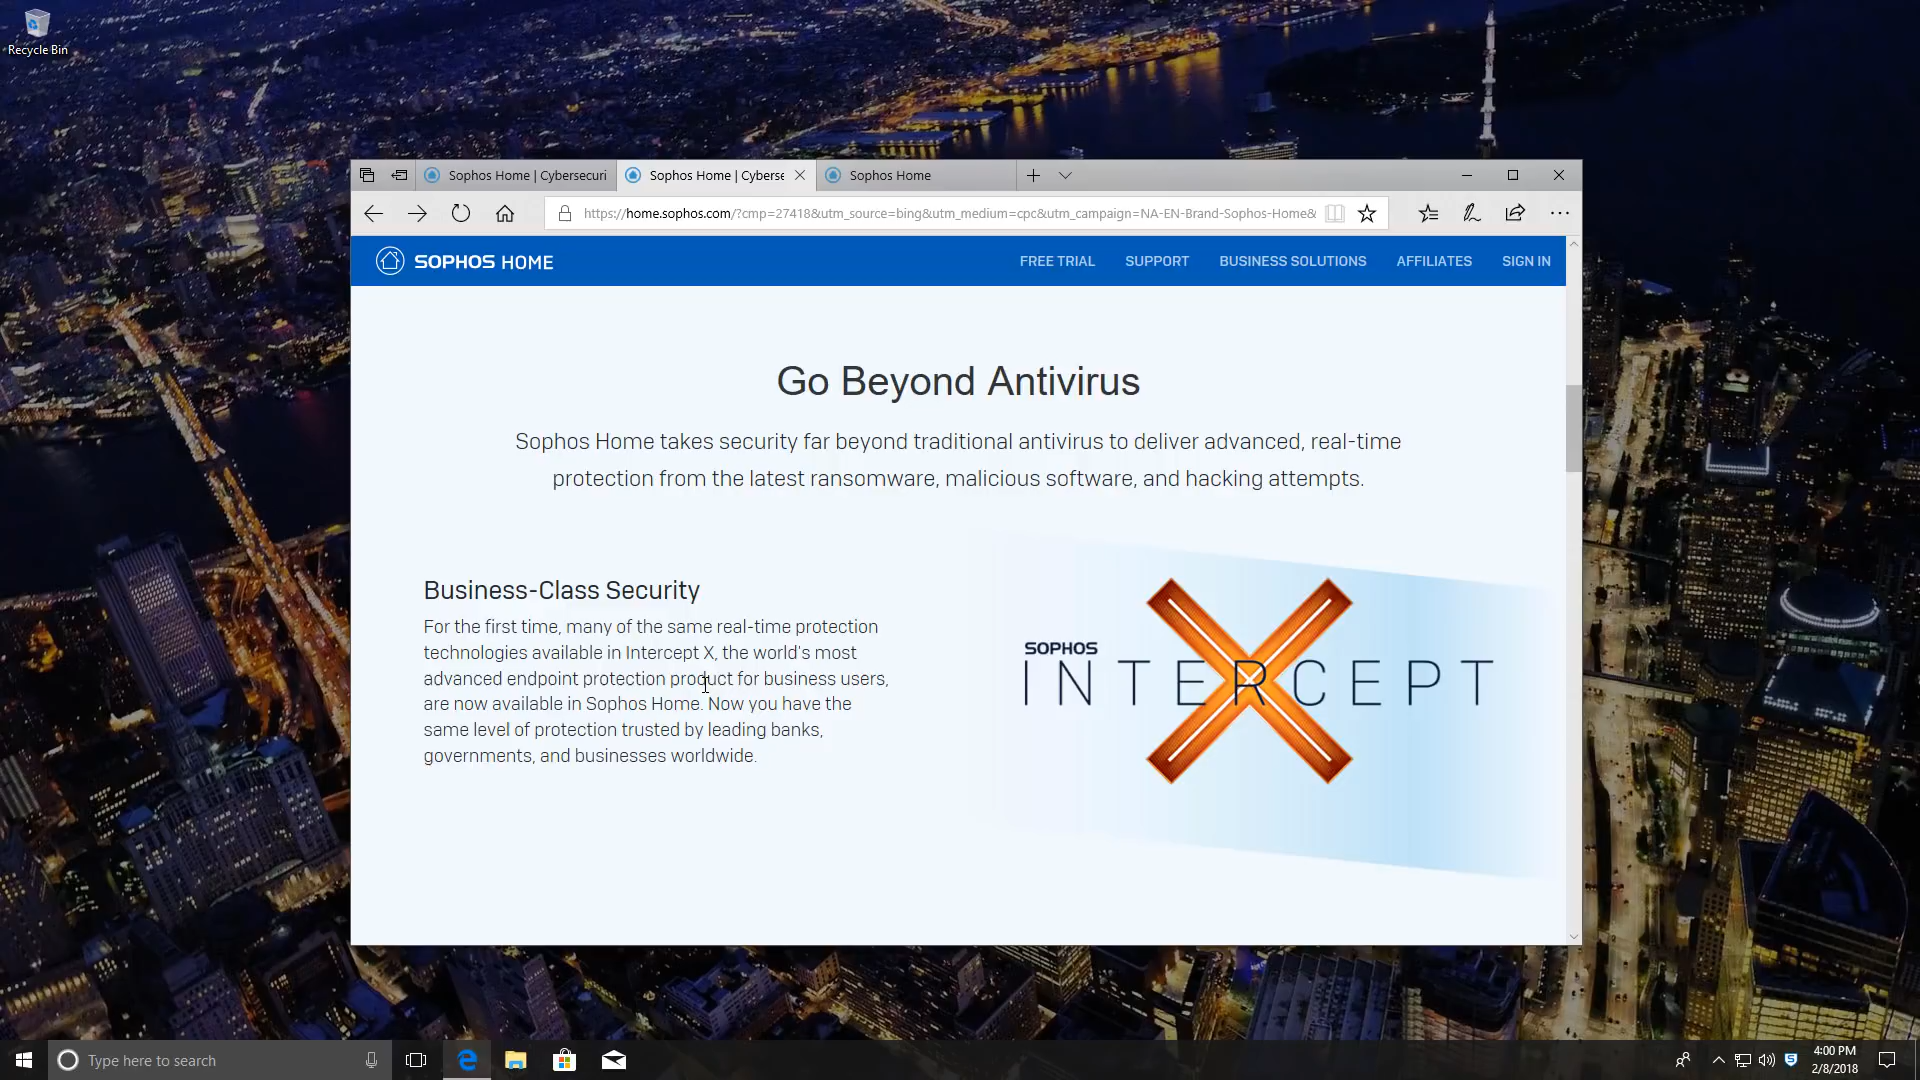 Recycle Bin
Sophos Home | Cybersecuri
Sophos Home | Cyberse
Sophos Home
https://home.sophos.com/?cmp=27418&utm_source=bing&utm_medium=cpc&utm_campaign=NA-EN-Brand-Sophos-Home&
SOPHOS HOME
FREE TRIAL
SUPPORT
BUSINESS SOLUTIONS
AFFILIATES
SIGN IN
Go Beyond Antivirus
Sophos Home takes security far beyond traditional antivirus to deliver advanced, real-time
protection from the latest ransomware, malicious software, and hacking attempts.
Business-Class Security
For the first time, many of the same real-time protection
technologies available in Intercept X, the world's most
advanced endpoint protection product for business users,
are now available in Sophos Home. Now you have the
same level of protection trusted by leading banks,
governments, and businesses worldwide.
SOPHOS
INTERCEPT
X
Type here to search
4:00 PM
2/8/2018